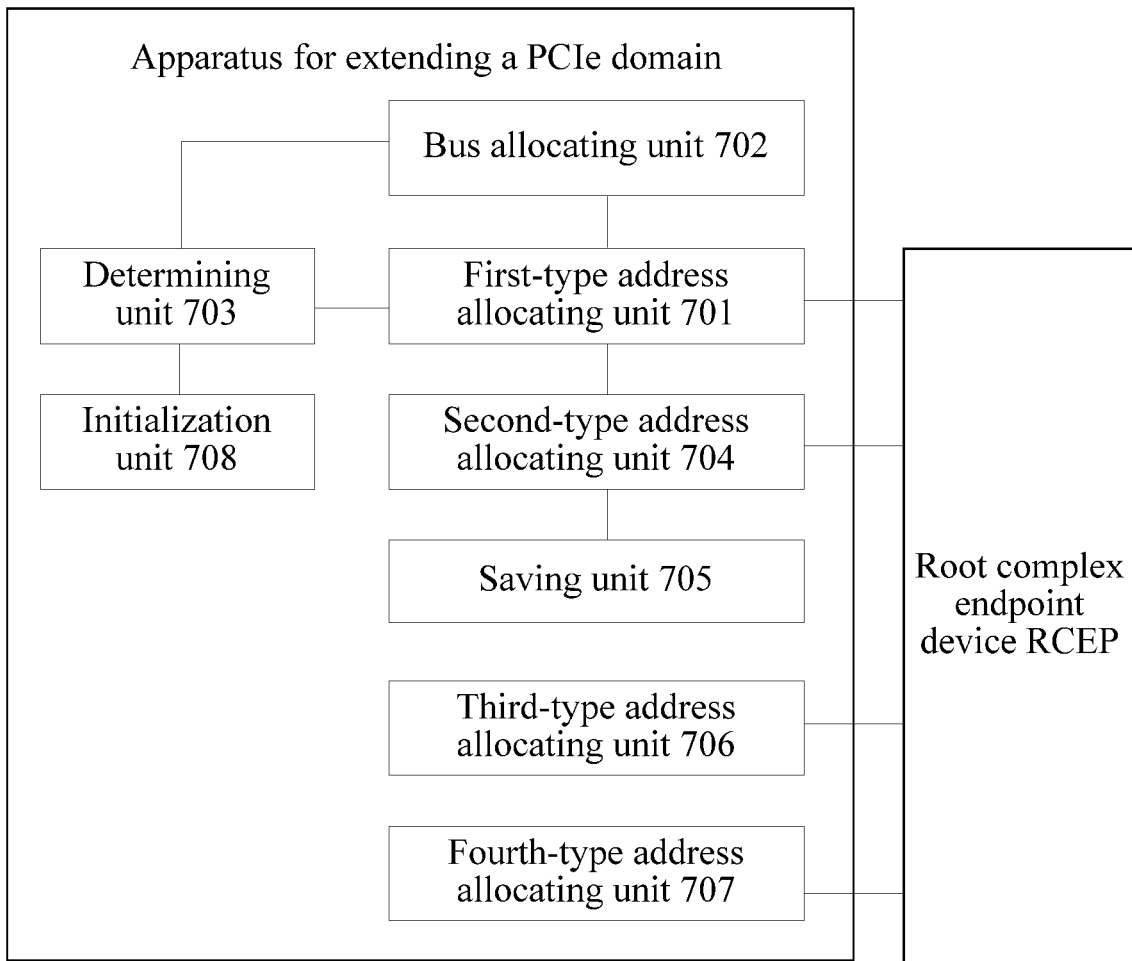 Apparatus for extending a PCIe domain
Bus allocating unit 702
Determining
unit 703
First-type address
allocating unit 701
Initialization
unit 708
Second-type address
allocating unit 704
Saving unit 705
Root complex
endpoint
device RCEP
Third-type address
allocating unit 706
Fourth-type address
allocating unit 707